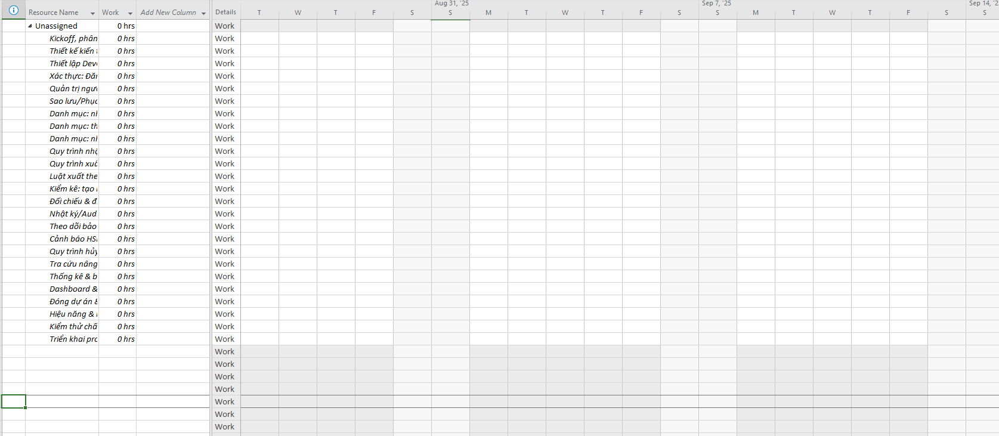 Aug 31, '25 Sep 7, '25 Sep 14, '2
Resource Name Work Add New Column Details T W T F S S M T W T F S S M T W T F S S
Unassigned 0 hrs Work
Kickoff, phân 0 hrs Work
Thiết kế kiến 0 hrs Work
Thiết lập Dev 0 hrs Work
Xác thực: Đăn 0 hrs Work
Quản trị ngườ 0 hrs Work
Sao lưu/Phục 0 hrs Work
Danh mục: nh 0 hrs Work
Danh mục: th 0 hrs Work
Danh mục: nh 0 hrs Work
Quy trình nhậ 0 hrs Work
Quy trình xuấ 0 hrs Work
Luật xuất the 0 hrs Work
Kiểm kê: tạo 0 hrs Work
Đối chiếu & đ 0 hrs Work
Nhật ký/Aud 0 hrs Work
Theo dõi bảo 0 hrs Work
Cảnh báo HS 0 hrs Work
Quy trình hủy 0 hrs Work
Tra cứu nâng 0 hrs Work
Thống kê & b 0 hrs Work
Dashboard & 0 hrs Work
Đóng dự án & 0 hrs Work
Hiệu năng & 0 hrs Work
Kiểm thử chấ 0 hrs Work
Triển khai pro 0 hrs Work
Work
Work
Work
Work
Work
Work
Work